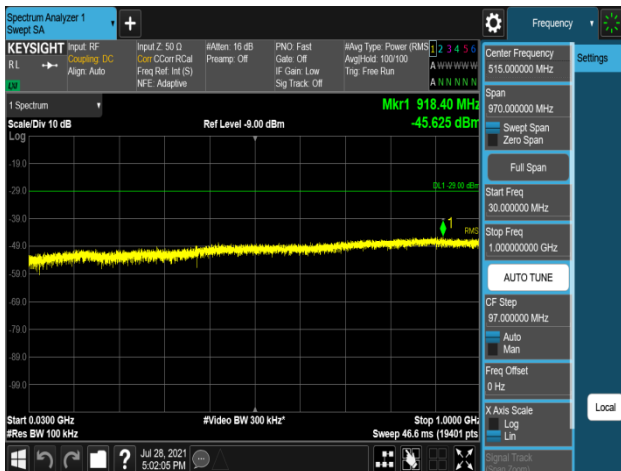 Spectrum Analyzer 1
Swept SA
KEYSIGHT
RL
Input: RF
Coupling: DC
Align: Auto
Input Z: 50 Ω
Corr CCorr RCal
Freq Ref: Int (S)
NFE: Adaptive
#Atten: 16 dB
Preamp: Off
PNO: Fast
Gate: Off
IF Gain: Low
Sig Track: Off
#Avg Type: Power (RMS
Avg|Hold: 100/100
Trig: Free Run
1 2 3 4 5 6
A W W W W W
A N N N N N
1 Spectrum
Scale/Div 10 dB
Log
Ref Level -9.00 dBm
Mkr1 918.40 MHz
-45.625 dBm
-19.0
-29.0
-39.0
-49.0
-59.0
-69.0
-79.0
-89.0
-99.0
DL1 -29.00 dBm
1
RMS
Start 0.0300 GHz
#Res BW 100 kHz
#Video BW 300 kHz*
Stop 1.0000 GHz
Sweep 46.6 ms (19401 pts)
Jul 28, 2021
5:02:05 PM
Frequency
Settings
Center Frequency
515.000000 MHz
Span
970.000000 MHz
Swept Span
Zero Span
Full Span
Start Freq
30.000000 MHz
Stop Freq
1.000000000 GHz
AUTO TUNE
CF Step
97.000000 MHz
Auto
Man
Freq Offset
0 Hz
X Axis Scale
Log
Lin
Signal Track
(Span Zoom)
Local